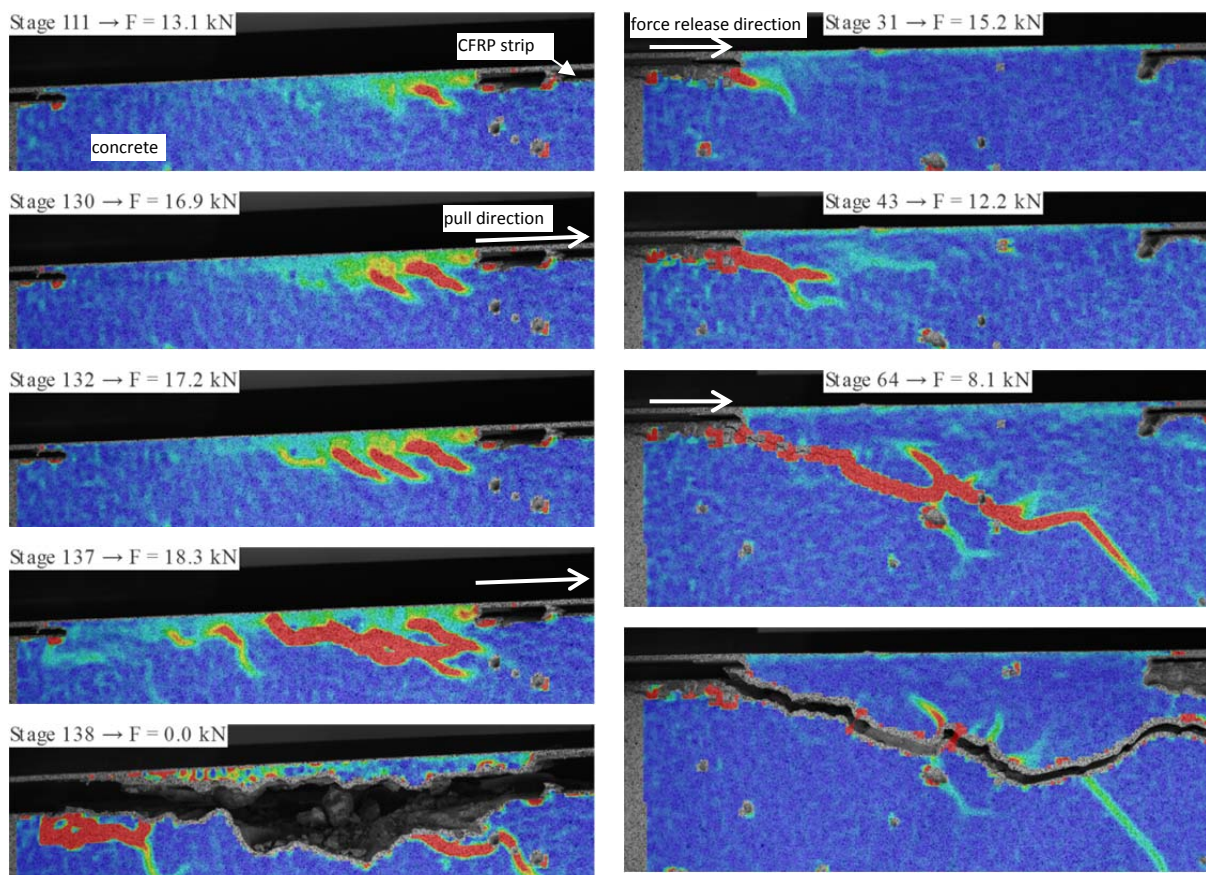 Stage 111 → F = 13.1 kN
CFRP strip
concrete
Stage 130 → F = 16.9 kN
pull direction
Stage 132 → F = 17.2 kN
Stage 137 → F = 18.3 kN
Stage 138 → F = 0.0 kN
force release direction
Stage 31 → F = 15.2 kN
Stage 43 → F = 12.2 kN
Stage 64 → F = 8.1 kN